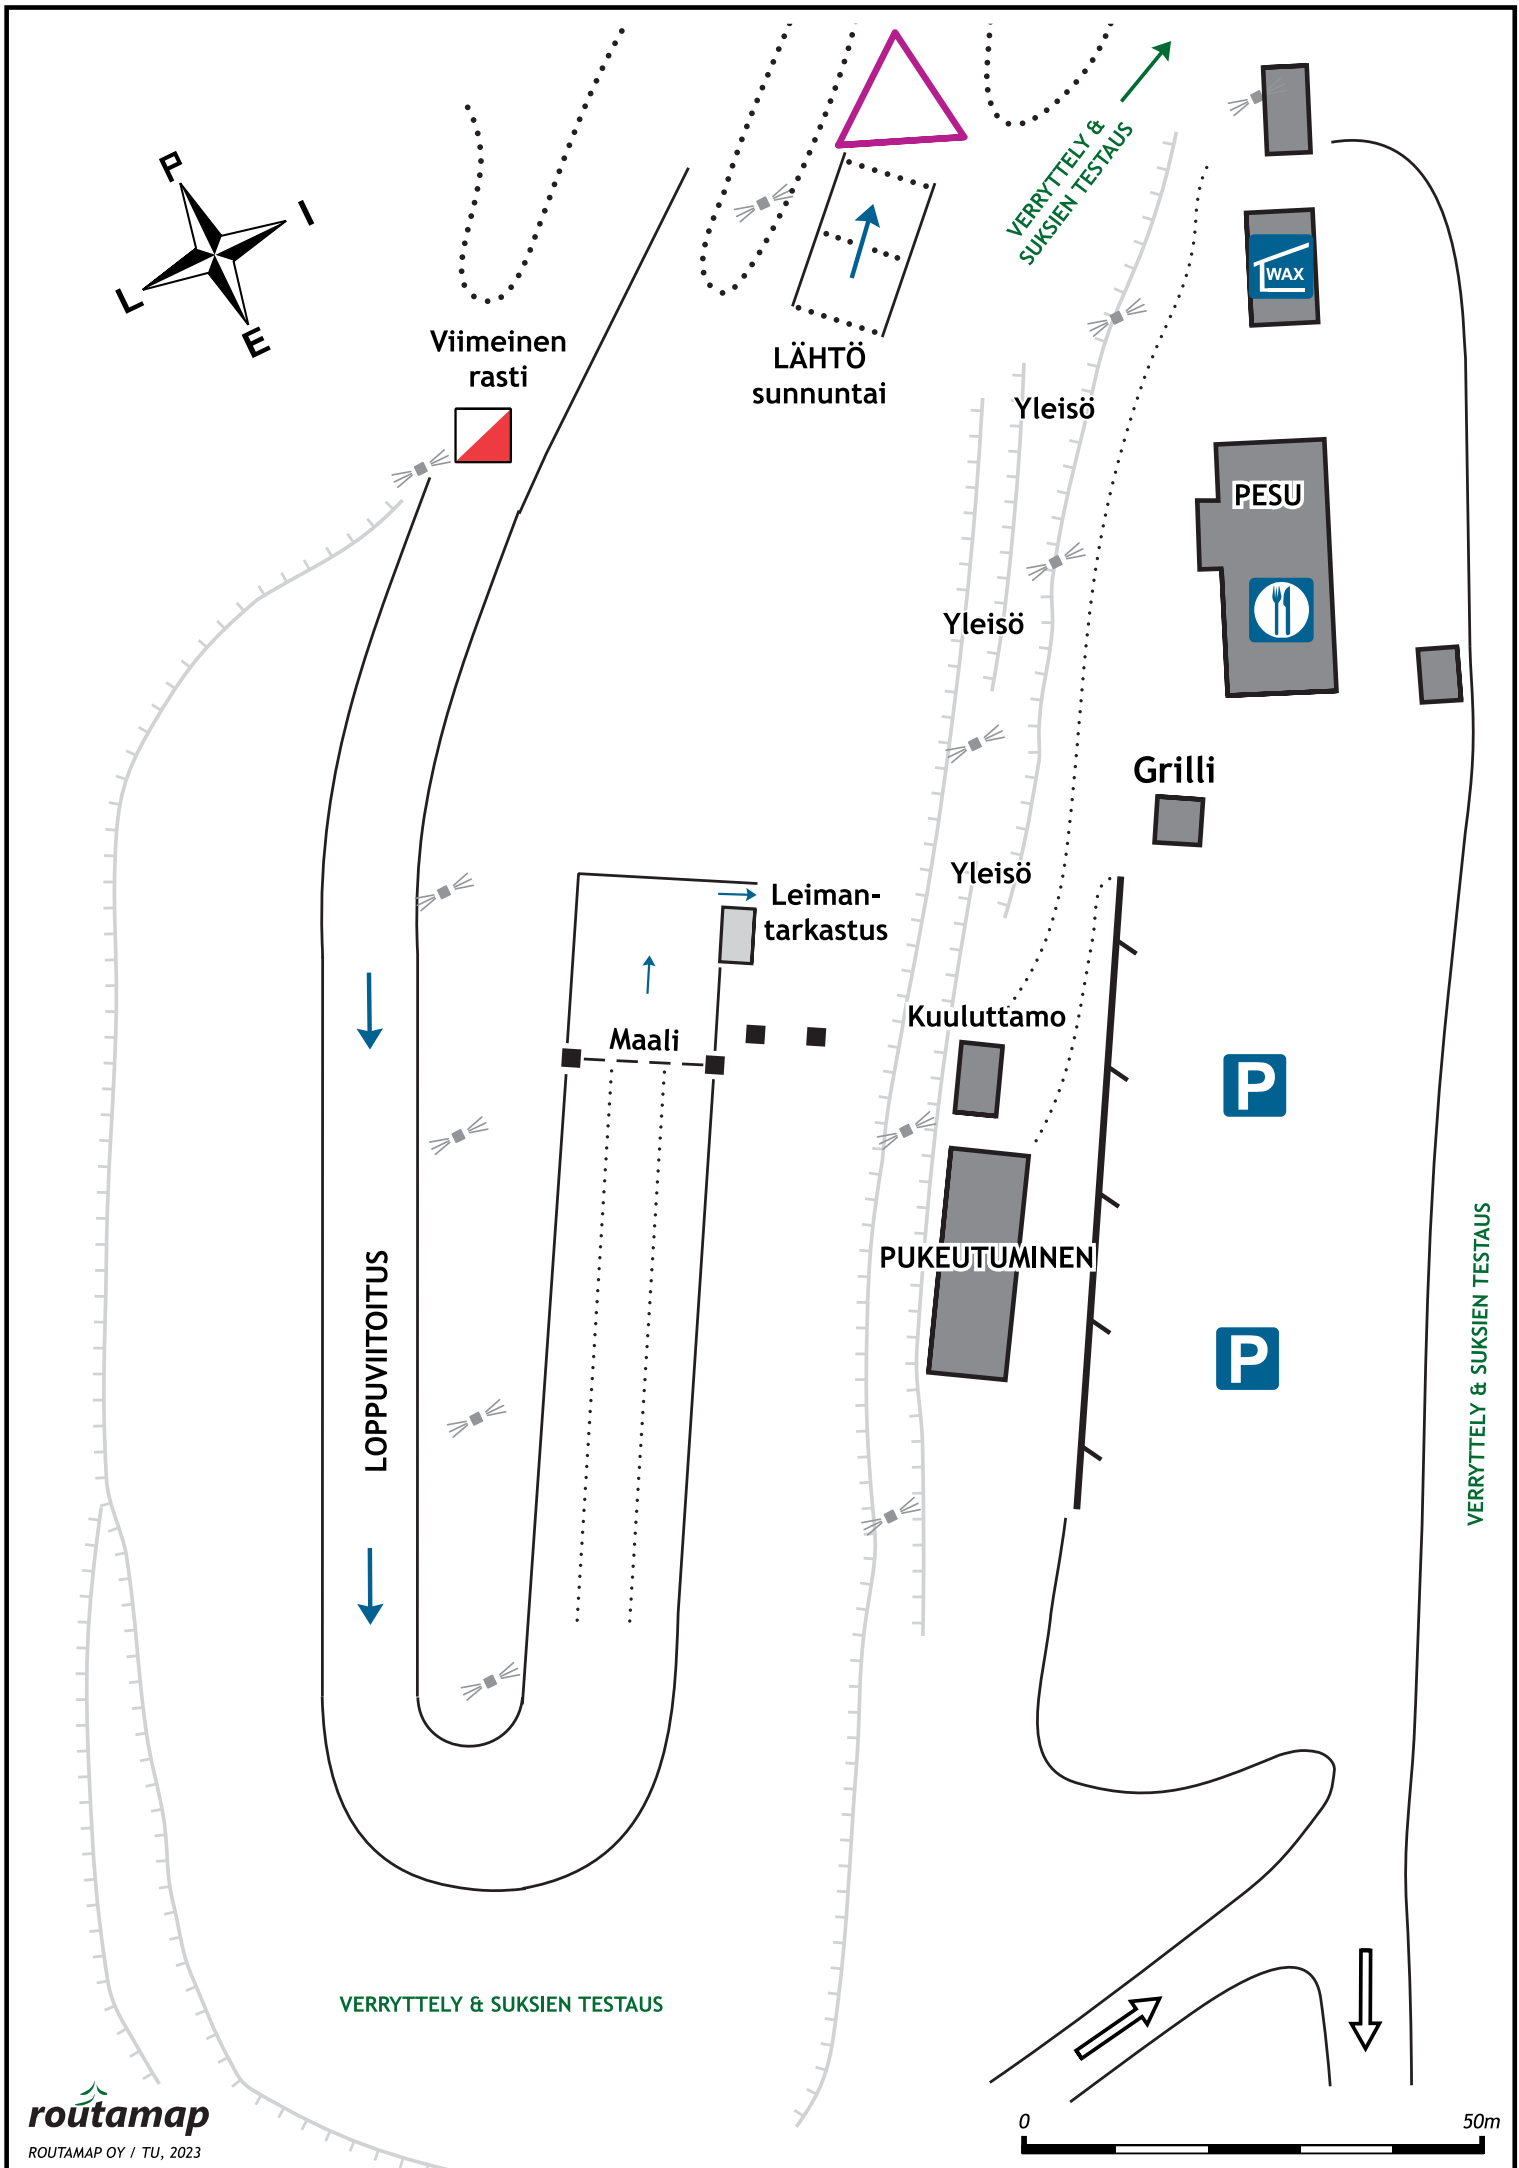 P
I
L
E
VERRYTTELY &
SUKSIEN TESTAUS
WAX
Viimeinen
rasti
LÄHTÖ
sunnuntai
Yleisö
PESU
Yleisö
Grilli
Yleisö
Leiman-
tarkastus
Kuuluttamo
Maali
P
PUKEUTUMINEN
LOPPUVIITOITUS
P
VERRYTTELY & SUKSIEN TESTAUS
VERRYTTELY & SUKSIEN TESTAUS
routamap
ROUTAMAP OY / TU, 2023
0 50m